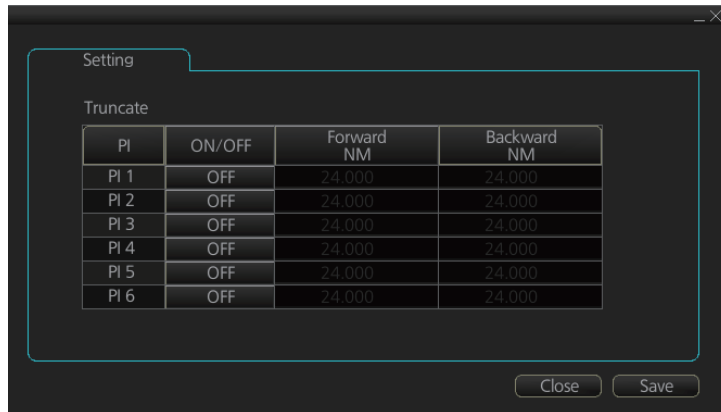 Setting
Truncate
PI ON/OFF Forward NM Backward NM
PI 1 OFF 24.000 24.000
PI 2 OFF 24.000 24.000
PI 3 OFF 24.000 24.000
PI 4 OFF 24.000 24.000
PI 5 OFF 24.000 24.000
PI 6 OFF 24.000 24.000
Close Save